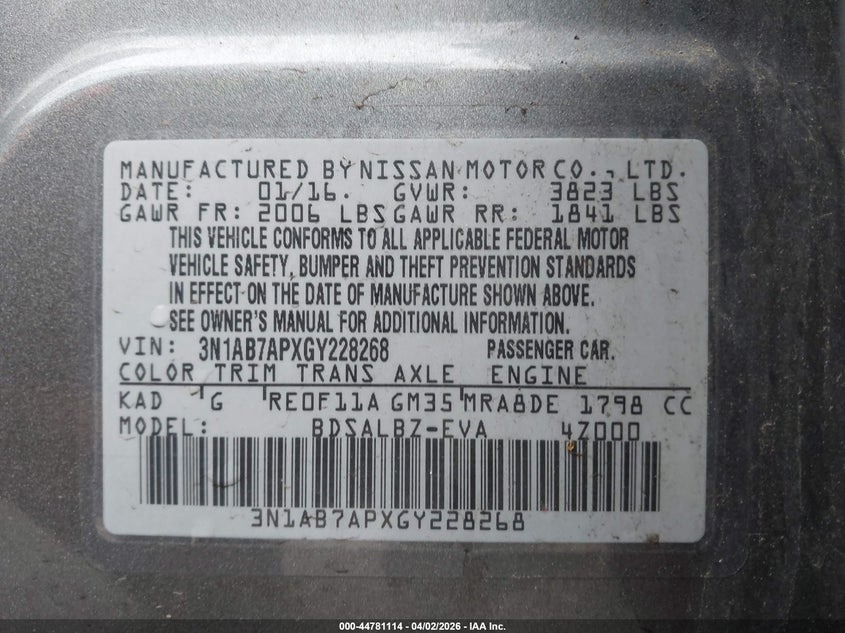 MANUFACTURED BY NISSAN MOTOR CO., LTD.
DATE: 01/16. GVWR: 3823 LBS
GAWR FR: 2006 LBS GAWR RR: 1841 LBS
THIS VEHICLE CONFORMS TO ALL APPLICABLE FEDERAL MOTOR
VEHICLE SAFETY, BUMPER AND THEFT PREVENTION STANDARDS
IN EFFECT ON THE DATE OF MANUFACTURE SHOWN ABOVE.
SEE OWNER'S MANUAL FOR ADDITIONAL INFORMATION.
VIN: 3N1AB7APXGY228268 PASSENGER CAR.
COLOR TRIM TRANS AXLE ENGINE
KAD G RE0F11A GM35 MRA8DE 1798 CC
MODEL: BDSALBZ-EVA 4Z000
3N1AB7APXGY228268
000-44781114 - 04/02/2026 - IAA Inc.